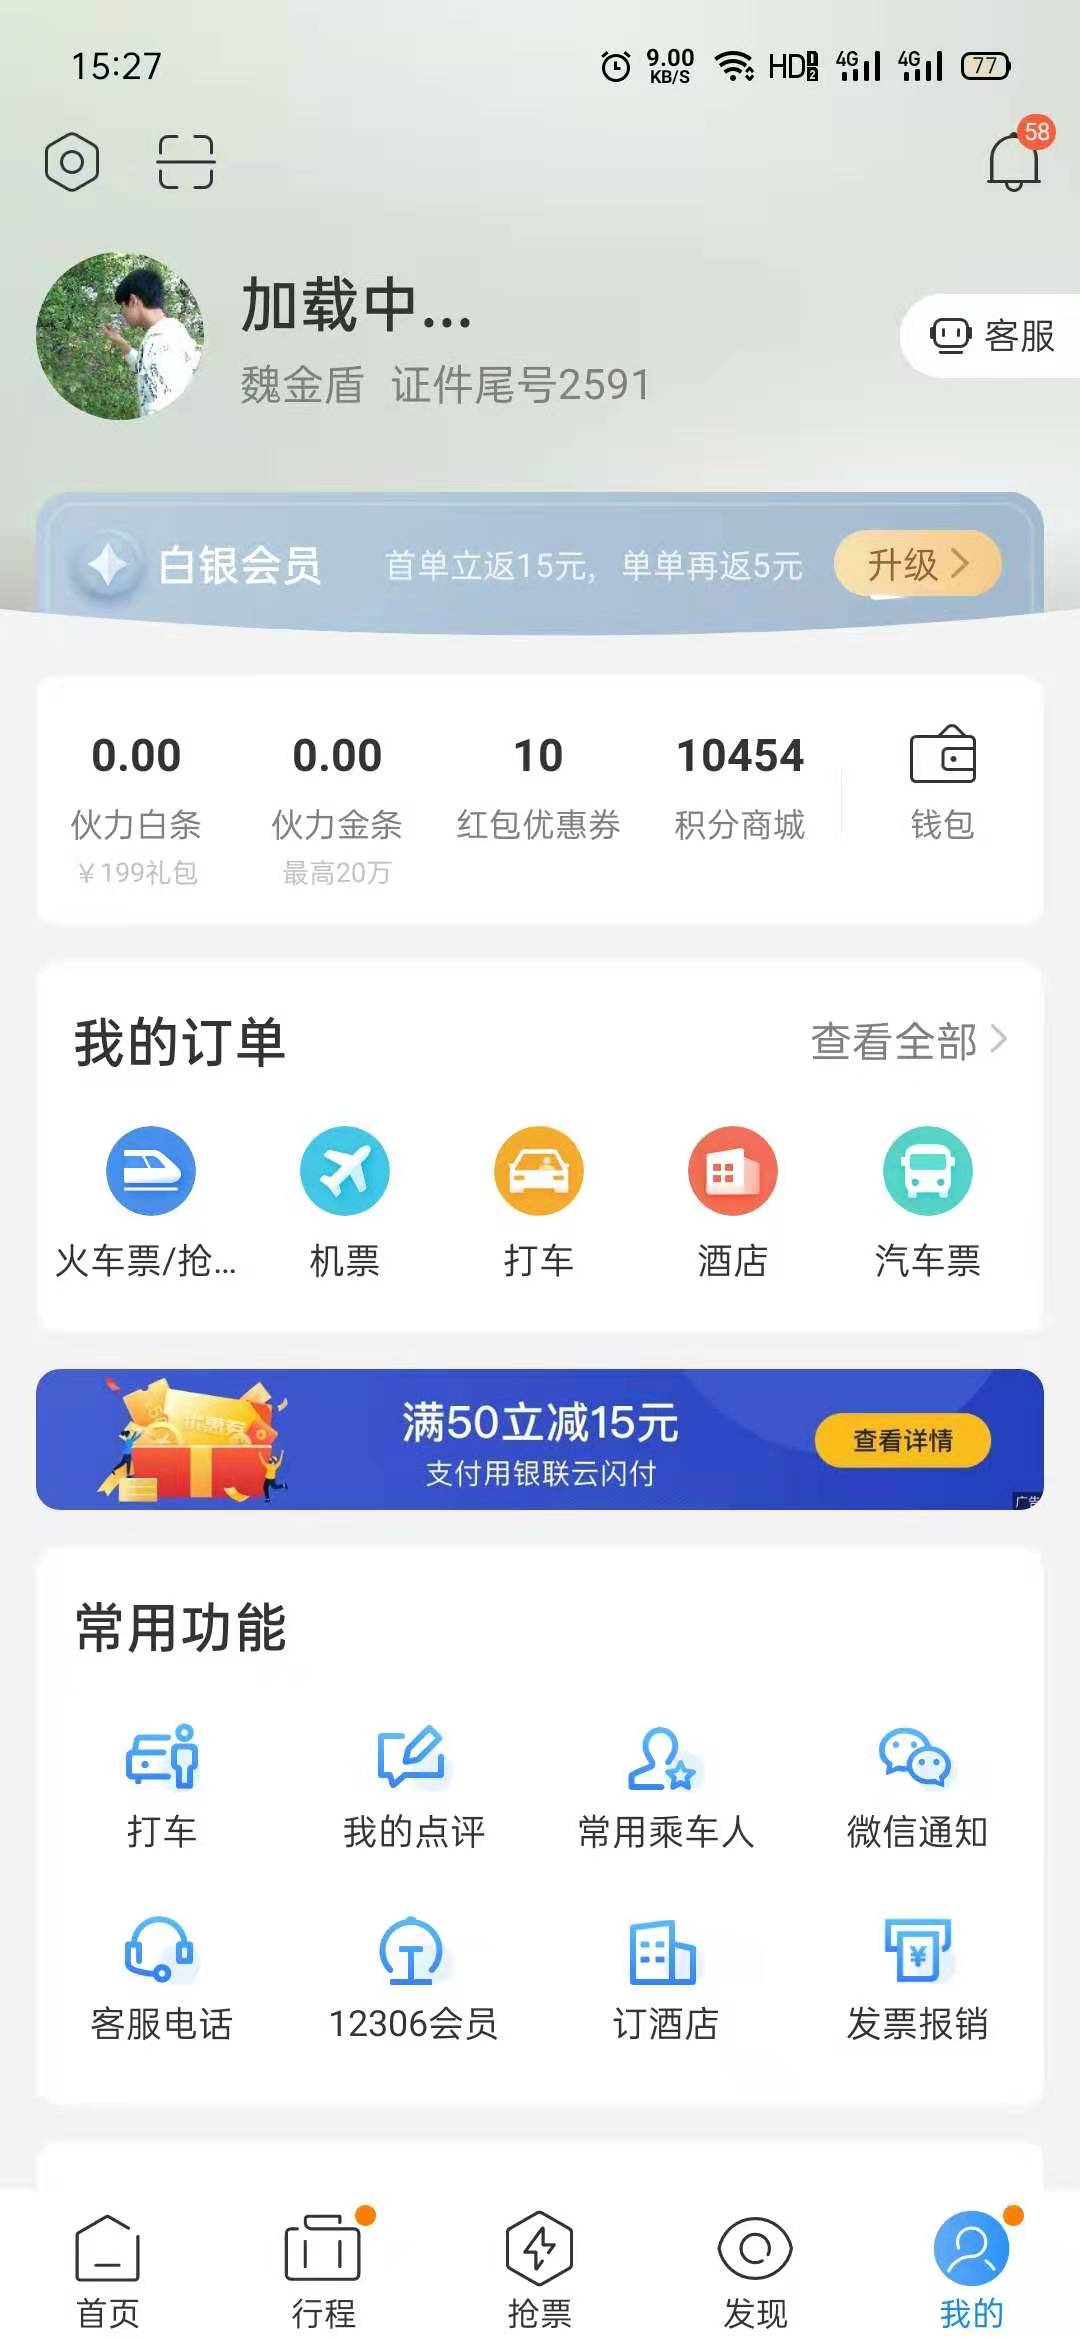 15:27
9.00
KB/S
HD 1 2
4G
4G
77
58
加载中...
客服
魏金盾 证件尾号2591
白银会员
首单立返15元, 单单再返5元
升级
0.00
0.00
10
10454
伙力白条
伙力金条
红包优惠券
积分商城
钱包
¥199礼包
最高20万
我的订单
查看全部
火车票/抢...
机票
打车
酒店
汽车票
优惠券
满50立减15元
支付用银联云闪付
查看详情
广告
常用功能
打车
我的点评
常用乘车人
微信通知
客服电话
12306会员
订酒店
发票报销
首页
行程
抢票
发现
我的